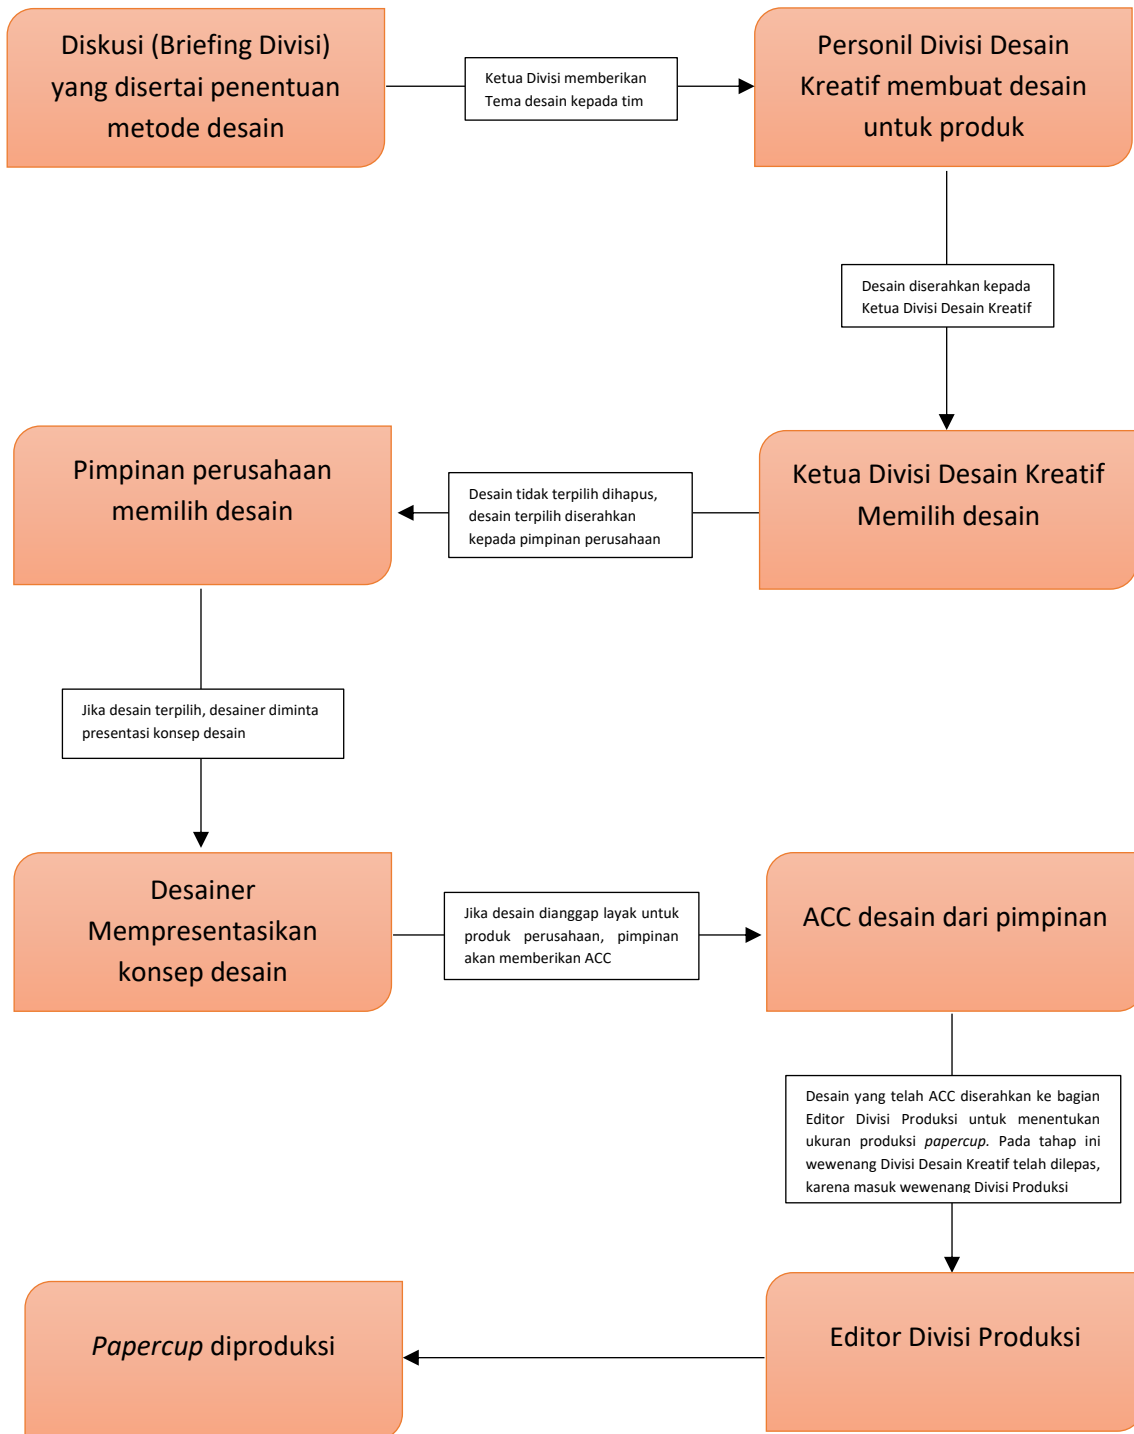 Diskusi (Briefing Divisi)
yang disertai penentuan
metode desain
Ketua Divisi memberikan
Tema desain kepada tim
Personil Divisi Desain
Kreatif membuat desain
untuk produk
Desain diserahkan kepada
Ketua Divisi Desain Kreatif
Ketua Divisi Desain Kreatif
Memilih desain
Desain tidak terpilih dihapus,
desain terpilih diserahkan
kepada pimpinan perusahaan
Pimpinan perusahaan
memilih desain
Jika desain terpilih, desainer diminta
presentasi konsep desain
Desainer
Mempresentasikan
konsep desain
Jika desain dianggap layak untuk
produk perusahaan, pimpinan
akan memberikan ACC
ACC desain dari pimpinan
Desain yang telah ACC diserahkan ke bagian
Editor Divisi Produksi untuk menentukan
ukuran produksi papercup. Pada tahap ini
wewenang Divisi Desain Kreatif telah dilepas,
karena masuk wewenang Divisi Produksi
Editor Divisi Produksi
Papercup diproduksi